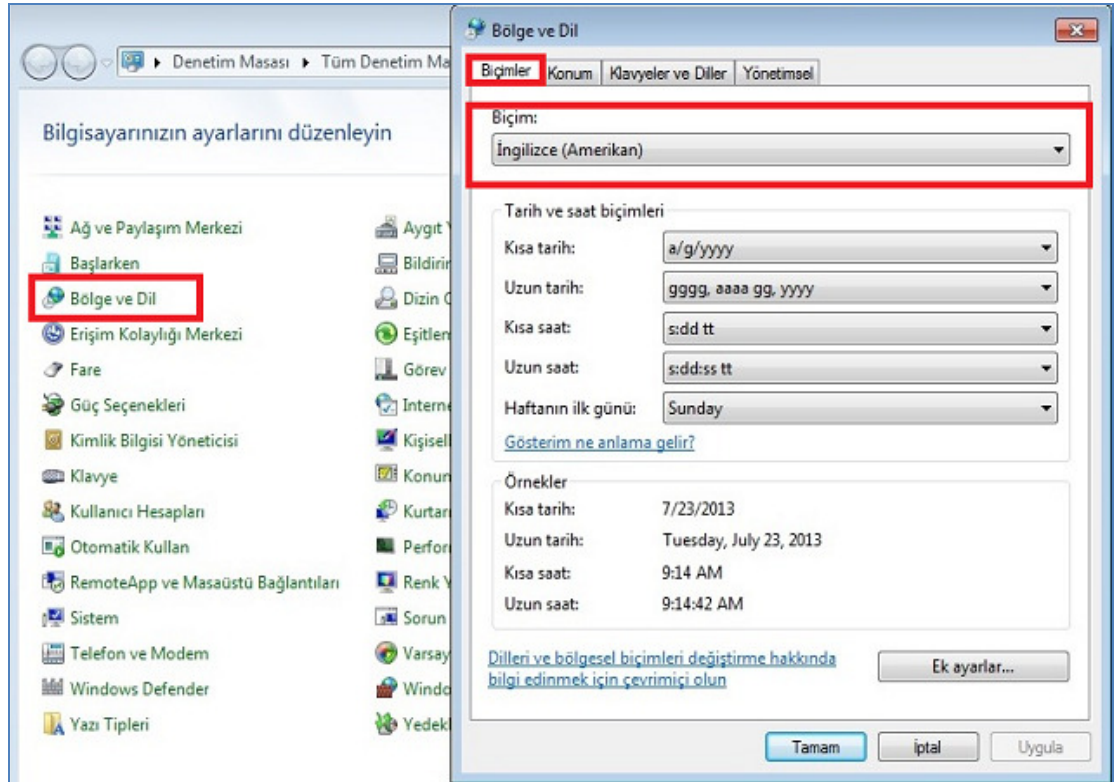 Denetim Masası ▸ Tüm Denetim Ma
Bilgisayarınızın ayarlarını düzenleyin
Ağ ve Paylaşım Merkezi
Başlarken
Bölge ve Dil
Erişim Kolaylığı Merkezi
Fare
Güç Seçenekleri
Kimlik Bilgisi Yöneticisi
Klavye
Kullanıcı Hesapları
Otomatik Kullan
RemoteApp ve Masaüstü Bağlantıları
Sistem
Telefon ve Modem
Windows Defender
Yazı Tipleri
Aygıt Y
Bildirin
Dizin O
Eşitlem
Görev
Interne
Kişisell
Konum
Kurtarı
Perforı
Renk Y
Sorun
Varsay
Windo
Yedekl
Bölge ve Dil
Biçimler Konum Klavyeler ve Diller Yönetimsel
Biçim:
İngilizce (Amerikan)
Tarih ve saat biçimleri
Kısa tarih: a/g/yyyy
Uzun tarih: gggg, aaaa gg, yyyy
Kısa saat: s:dd tt
Uzun saat: s:dd:ss tt
Haftanın ilk günü: Sunday
Gösterim ne anlama gelir?
Örnekler
Kısa tarih: 7/23/2013
Uzun tarih: Tuesday, July 23, 2013
Kısa saat: 9:14 AM
Uzun saat: 9:14:42 AM
Dilleri ve bölgesel biçimleri değiştirme hakkında
bilgi edinmek için çevrimiçi olun
Ek ayarlar...
Tamam İptal Uygula